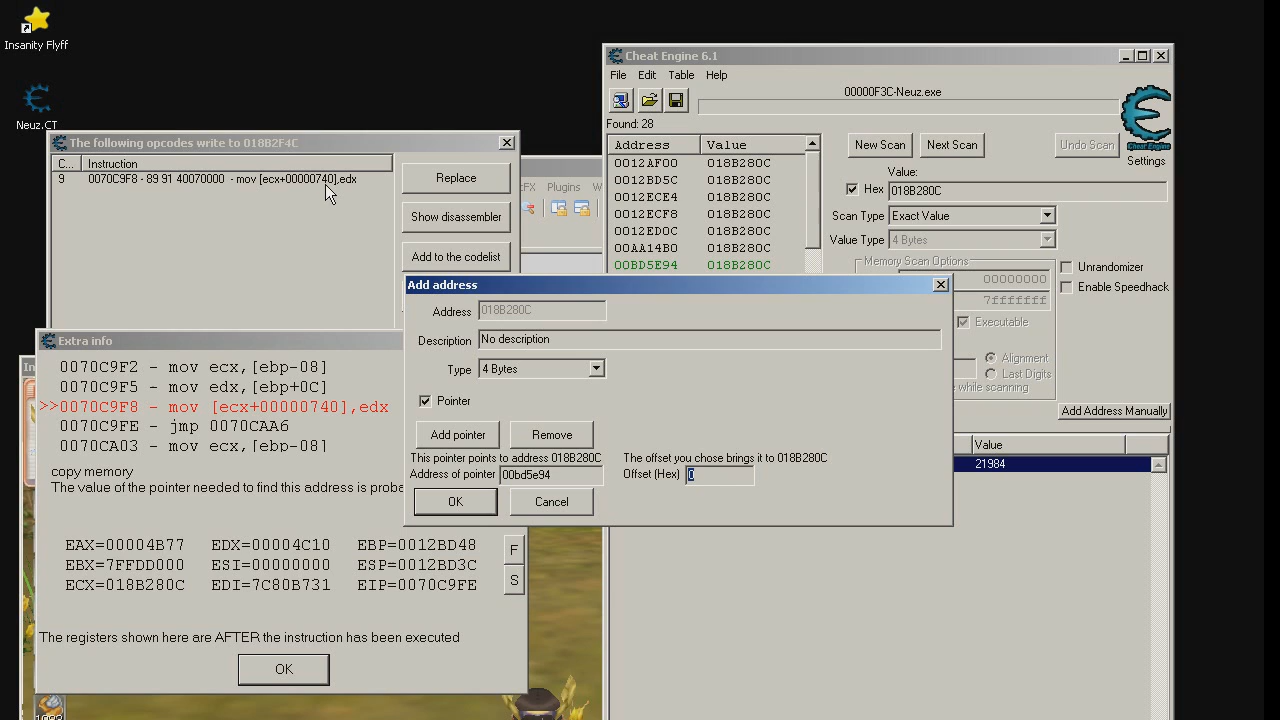 Insanity Flyff
Neuz.CT
The following opcodes write to 018B2F4C
C... Instruction
9 0070C9F8 - 89 91 40070000 - mov [ecx+00000740],edx
Replace
Show disassembler
Add to the codelist
FX Plugins W
Cheat Engine 6.1
File Edit Table Help
00000F3C-Neuz.exe
Found: 28
Address Value
0012AF00 018B280C
0012BD5C 018B280C
0012ECE4 018B280C
0012ECF8 018B280C
0012ED0C 018B280C
00AA14B0 018B280C
00BD5E94 018B280C
New Scan Next Scan Undo Scan
Cheat Engine
Settings
Value:
Hex 018B280C
Scan Type Exact Value
Value Type 4 Bytes
Memory Scan Options
00000000
7fffffff
Executable
Alignment
Last Digits
while scanning
Unrandomizer
Enable Speedhack
Add Address Manually
Value
21984
Add address
Address 018B280C
Description No description
Type 4 Bytes
Pointer
Add pointer Remove
This pointer points to address 018B280C The offset you chose brings it to 018B280C
Address of pointer 00bd5e94 Offset (Hex) 0
OK Cancel
In
Extra info
0070C9F2 - mov ecx,[ebp-08]
0070C9F5 - mov edx,[ebp+0C]
>>0070C9F8 - mov [ecx+00000740],edx
0070C9FE - jmp 0070CAA6
0070CA03 - mov ecx,[ebp-08]
copy memory
The value of the pointer needed to find this address is proba
EAX=00004B77 EDX=00004C10 EBP=0012BD48
EBX=7FFDD000 ESI=00000000 ESP=0012BD3C
ECX=018B280C EDI=7C80B731 EIP=0070C9FE
F
S
The registers shown here are AFTER the instruction has been executed
OK